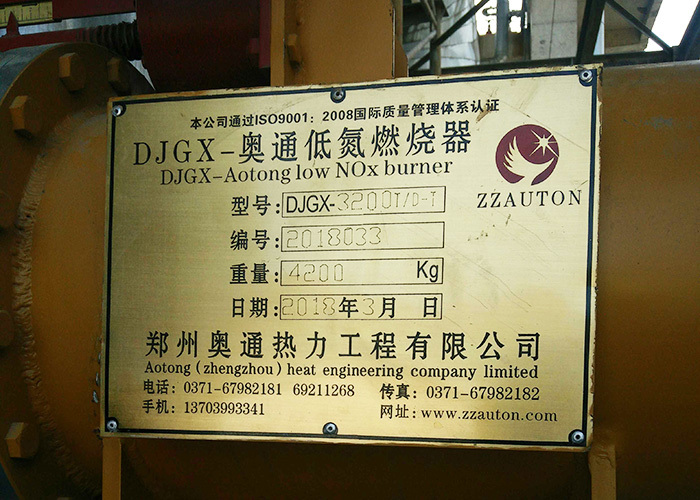 本公司通过ISO9001：2008国际质量管理体系认证
DJGX-奥通低氮燃烧器
DJGX-Aotong low NOx burner
ZZAUTON
型号：DJGX-3200T/D-T
编号：2018033
重量：4200 Kg
日期：2018年3月 日
郑州奥通热力工程有限公司
Aotong (zhengzhou) heat engineering company limited
电话：0371-67982181 69211268 传真：0371-67982182
手机：13703993341 网址：www.zzauton.com